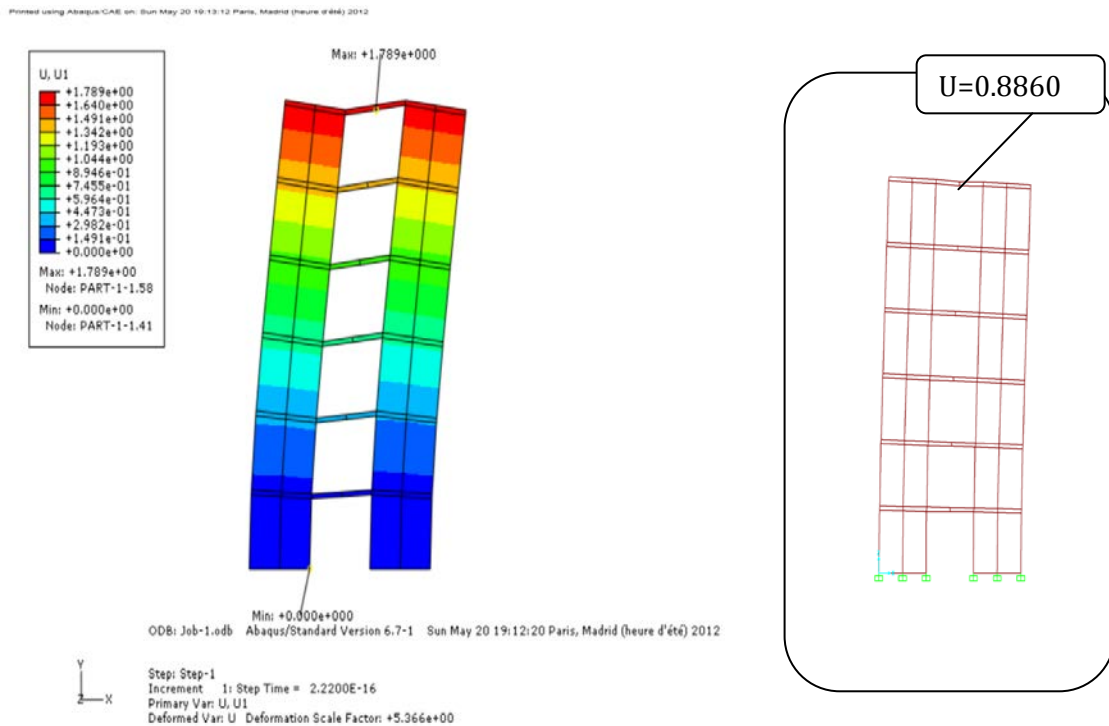 Printed using Abaqus/CAE on: Sun May 20 19:13:12 Paris, Madrid (heure d'été) 2012
Max: +1.789e+000
U, U1
+1.789e+00
+1.640e+00
+1.491e+00
+1.342e+00
+1.193e+00
+1.044e+00
+8.946e-01
+7.455e-01
+5.964e-01
+4.473e-01
+2.982e-01
+1.491e-01
+0.000e+00
Max: +1.789e+00
Node: PART-1-1.58
Min: +0.000e+00
Node: PART-1-1.41
U=0.8860
Min: +0.000e+000
ODB: Job-1.odb Abaqus/Standard Version 6.7-1 Sun May 20 19:12:20 Paris, Madrid (heure d'été) 2012
Y
Z
X
Step: Step-1
Increment 1: Step Time = 2.2200E-16
Primary Var: U, U1
Deformed Var: U Deformation Scale Factor: +5.366e+00